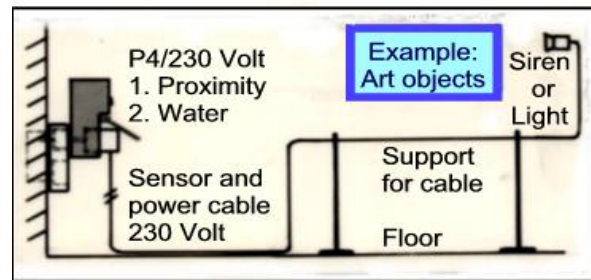 P4/230 Volt
1. Proximity
2. Water
Example:
Art objects
Siren
or
Light
Sensor and
power cable
230 Volt
Support
for cable
Floor